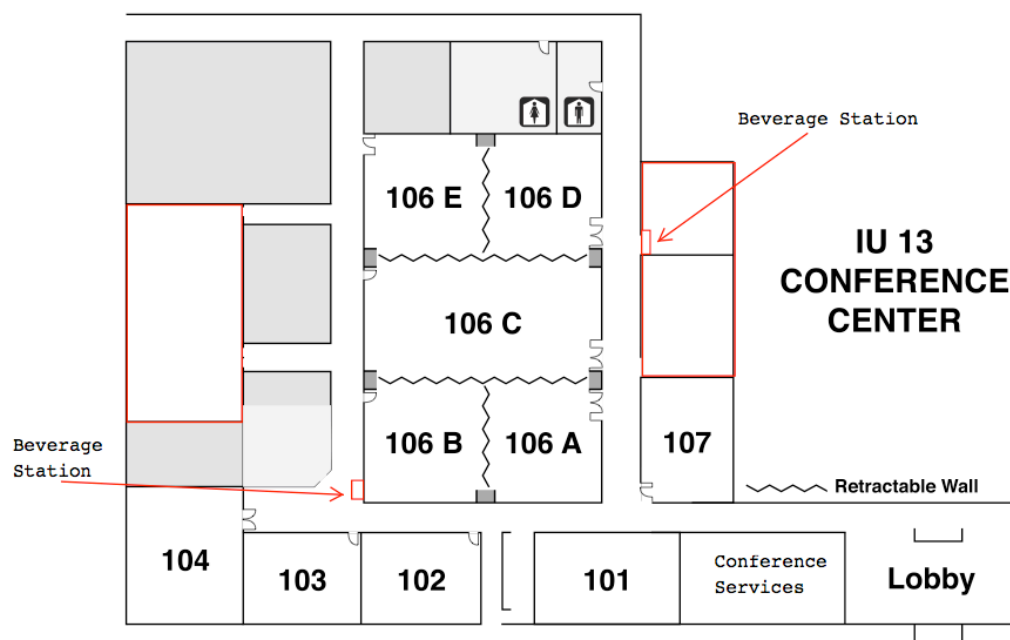 Beverage Station
106 E
106 D
IU 13
CONFERENCE
CENTER
106 C
106 B
106 A
107
Beverage
Station
Retractable Wall
104
103
102
101
Conference
Services
Lobby